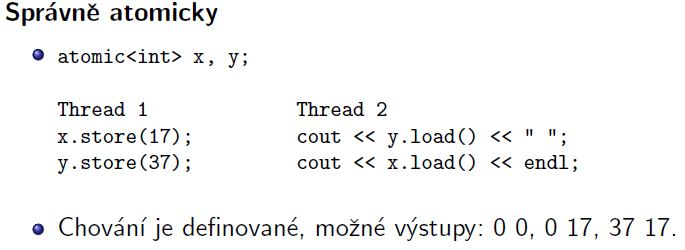 Správně atomicky
atomic<int> x, y;
Thread 1 Thread 2
x.store(17); cout << y.load() << " ";
y.store(37); cout << x.load() << endl;
Chování je definované, možné výstupy: 0 0, 0 17, 37 17.